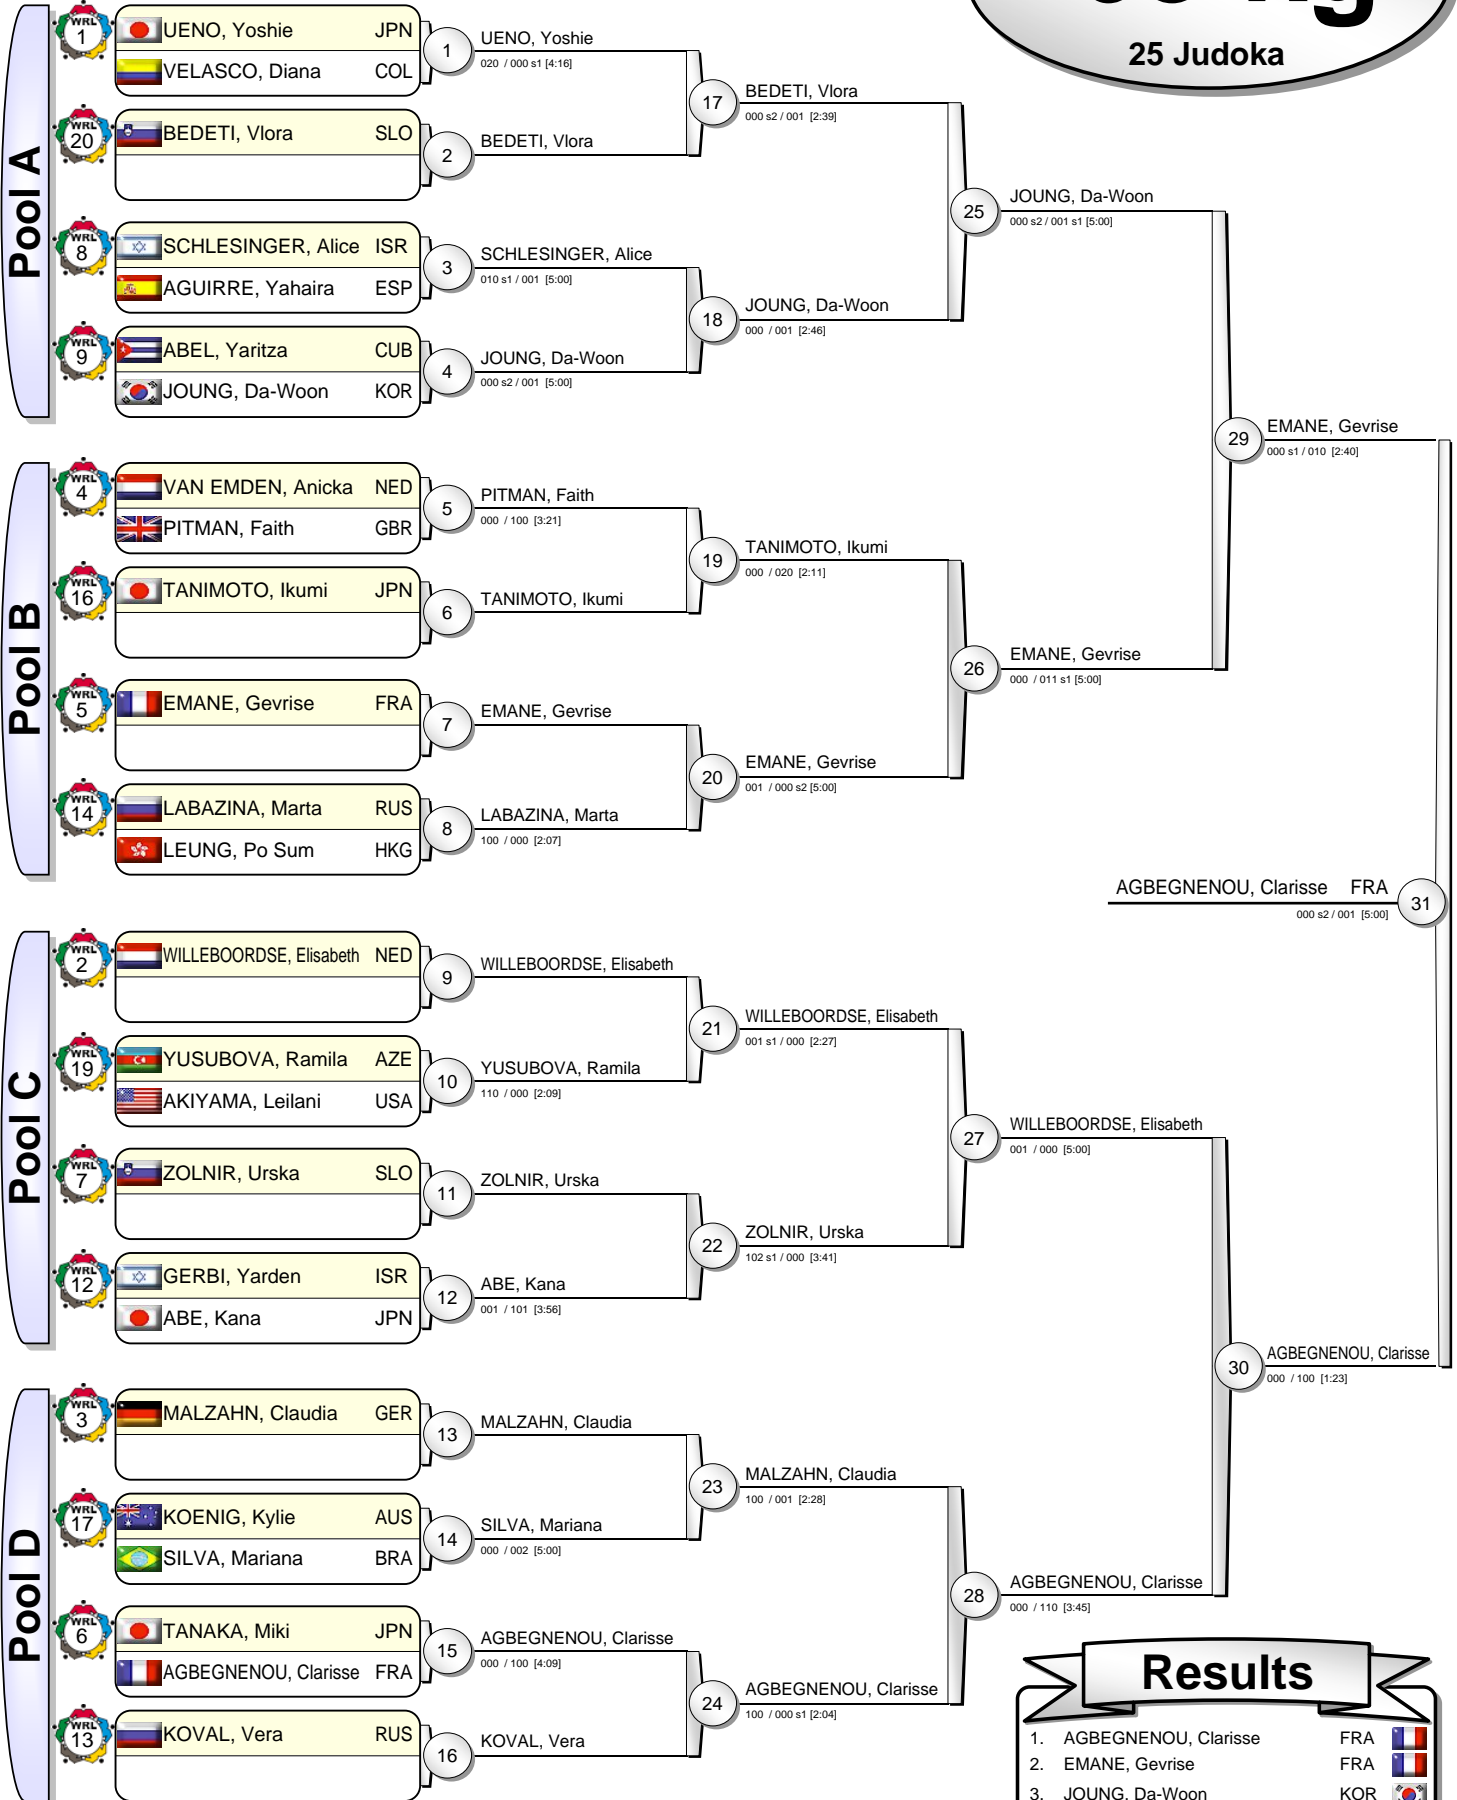 25 Judoka
Pool A
WRL 1 UENO, Yoshie JPN
VELASCO, Diana COL
WRL 20 BEDETI, Vlora SLO
WRL 8 SCHLESINGER, Alice ISR
AGUIRRE, Yahaira ESP
WRL 9 ABEL, Yaritza CUB
JOUNG, Da-Woon KOR
1 UENO, Yoshie
020 / 000 s1 [4:16]
2 BEDETI, Vlora
3 SCHLESINGER, Alice
010 s1 / 001 [5:00]
4 JOUNG, Da-Woon
000 s2 / 001 [5:00]
17 BEDETI, Vlora
000 s2 / 001 [2:39]
18 JOUNG, Da-Woon
000 / 001 [2:46]
25 JOUNG, Da-Woon
000 s2 / 001 s1 [5:00]
Pool B
WRL 4 VAN EMDEN, Anicka NED
PITMAN, Faith GBR
WRL 16 TANIMOTO, Ikumi JPN
WRL 5 EMANE, Gevrise FRA
WRL 14 LABAZINA, Marta RUS
LEUNG, Po Sum HKG
5 PITMAN, Faith
000 / 100 [3:21]
6 TANIMOTO, Ikumi
7 EMANE, Gevrise
8 LABAZINA, Marta
100 / 000 [2:07]
19 TANIMOTO, Ikumi
000 / 020 [2:11]
20 EMANE, Gevrise
001 / 000 s2 [5:00]
26 EMANE, Gevrise
000 / 011 s1 [5:00]
29 EMANE, Gevrise
000 s1 / 010 [2:40]
AGBEGNENOU, Clarisse FRA 31
000 s2 / 001 [5:00]
Pool C
WRL 2 WILLEBOORDSE, Elisabeth NED
WRL 19 YUSUBOVA, Ramila AZE
AKIYAMA, Leilani USA
WRL 7 ZOLNIR, Urska SLO
WRL 12 GERBI, Yarden ISR
ABE, Kana JPN
9 WILLEBOORDSE, Elisabeth
10 YUSUBOVA, Ramila
110 / 000 [2:09]
11 ZOLNIR, Urska
12 ABE, Kana
001 / 101 [3:56]
21 WILLEBOORDSE, Elisabeth
001 s1 / 000 [2:27]
22 ZOLNIR, Urska
102 s1 / 000 [3:41]
27 WILLEBOORDSE, Elisabeth
001 / 000 [5:00]
30 AGBEGNENOU, Clarisse
000 / 100 [1:23]
Pool D
WRL 3 MALZAHN, Claudia GER
WRL 17 KOENIG, Kylie AUS
SILVA, Mariana BRA
WRL 6 TANAKA, Miki JPN
AGBEGNENOU, Clarisse FRA
WRL 13 KOVAL, Vera RUS
13 MALZAHN, Claudia
14 SILVA, Mariana
000 / 002 [5:00]
15 AGBEGNENOU, Clarisse
000 / 100 [4:09]
16 KOVAL, Vera
23 MALZAHN, Claudia
100 / 001 [2:28]
24 AGBEGNENOU, Clarisse
100 / 000 s1 [2:04]
28 AGBEGNENOU, Clarisse
000 / 110 [3:45]
Results
1. AGBEGNENOU, Clarisse FRA
2. EMANE, Gevrise FRA
3. JOUNG, Da-Woon KOR